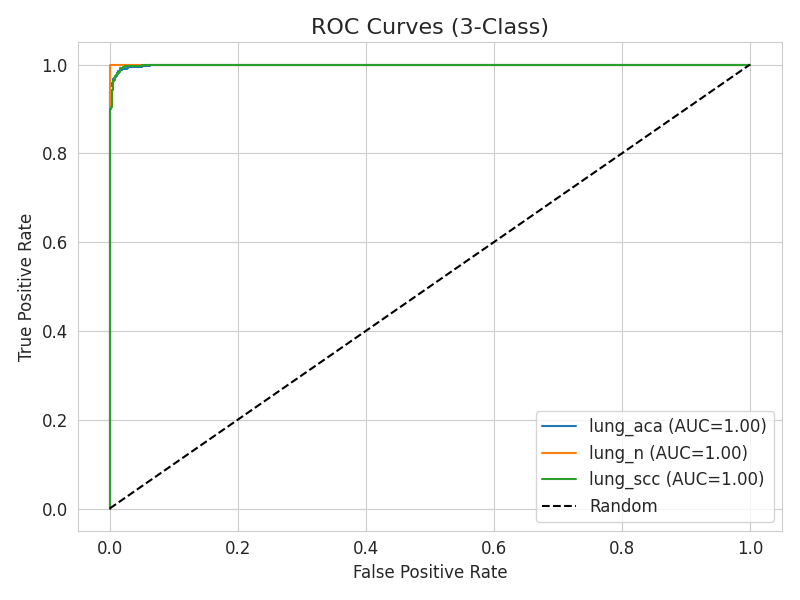 ROC Curves (3-Class)
True Positive Rate
1.0
0.8
0.6
0.4
0.2
0.0
lung_aca (AUC=1.00)
lung_n (AUC=1.00)
lung_scc (AUC=1.00)
Random
0.0 0.2 0.4 0.6 0.8 1.0
False Positive Rate